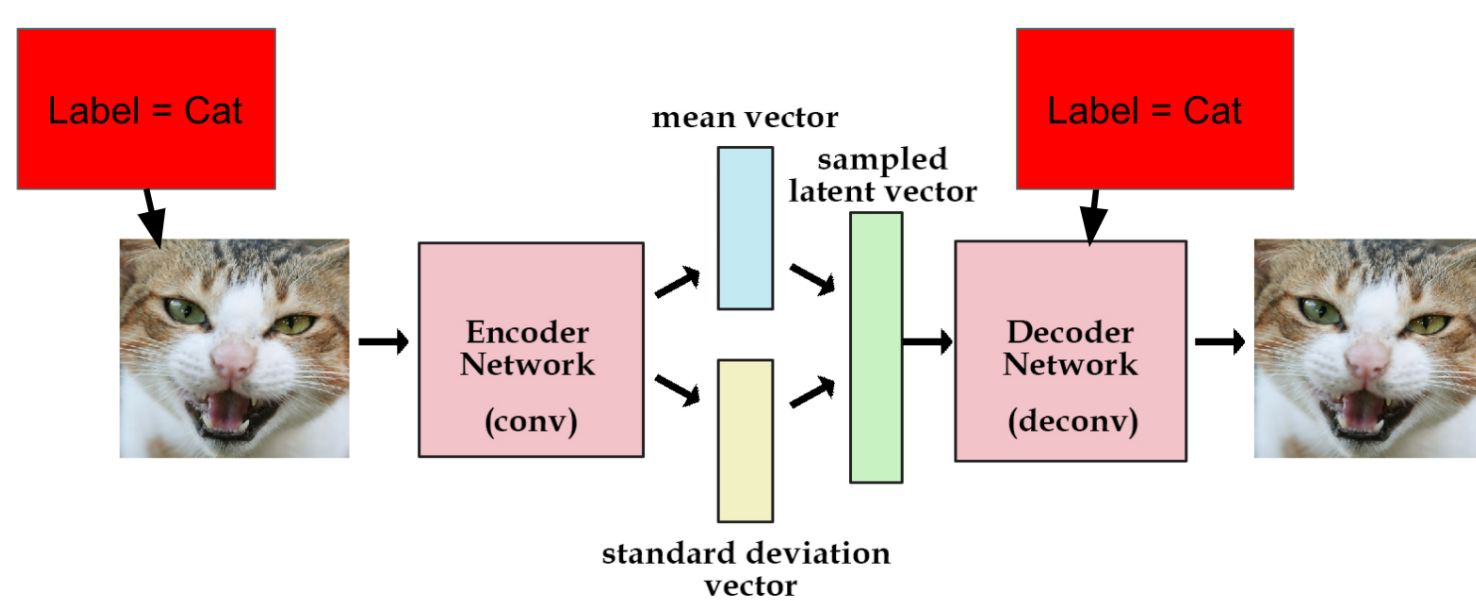 Label = Cat
Label = Cat
mean vector
sampled
latent vector
Encoder
Network
(conv)
Decoder
Network
(deconv)
standard deviation
vector